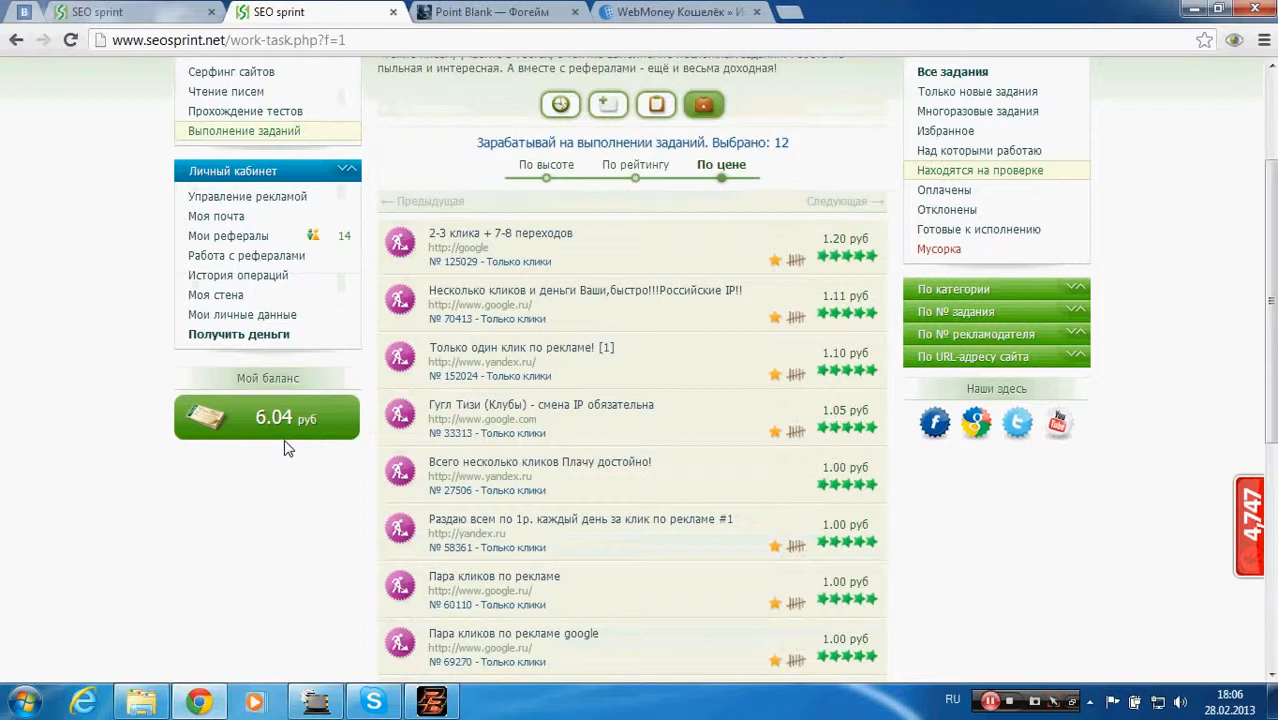 SEO sprint
SEO sprint
Point Blank — Фогейм
WebMoney Кошелёк » И
www.seosprint.net/work-task.php?f=1
Серфинг сайтов
Чтение писем
Прохождение тестов
Выполнение заданий
Личный кабинет
Управление рекламой
Моя почта
Мои рефералы 14
Работа с рефералами
История операций
Моя стена
Мои личные данные
Получить деньги
Мой баланс
6.04 руб
пыльная и интересная. А вместе с рефералами - ещё и весьма доходная!
Зарабатывай на выполнении заданий. Выбрано: 12
По высоте По рейтингу По цене
← Предыдущая Следующая →
2-3 клика + 7-8 переходов
http://google
№ 125029 - Только клики
1.20 руб
Несколько кликов и деньги Ваши,быстро!!!Российские IP!!
http://www.google.ru/
№ 70413 - Только клики
1.11 руб
Только один клик по рекламе! [1]
http://www.yandex.ru/
№ 152024 - Только клики
1.10 руб
Гугл Тизи (Клубы) - смена IP обязательна
http://www.google.com
№ 33313 - Только клики
1.05 руб
Всего несколько кликов Плачу достойно!
http://www.yandex.ru
№ 27506 - Только клики
1.00 руб
Раздаю всем по 1р. каждый день за клик по рекламе #1
http://yandex.ru
№ 58361 - Только клики
1.00 руб
Пара кликов по рекламе
http://www.google.ru/
№ 60110 - Только клики
1.00 руб
Пара кликов по рекламе google
http://www.google.ru/
№ 69270 - Только клики
1.00 руб
Все задания
Только новые задания
Многоразовые задания
Избранное
Над которыми работаю
Находятся на проверке
Оплачены
Отклонены
Готовые к исполнению
Мусорка
По категории
По № задания
По № рекламодателя
По URL-адресу сайта
Наши здесь
You Tube
4,747
RU
18:06
28.02.2013